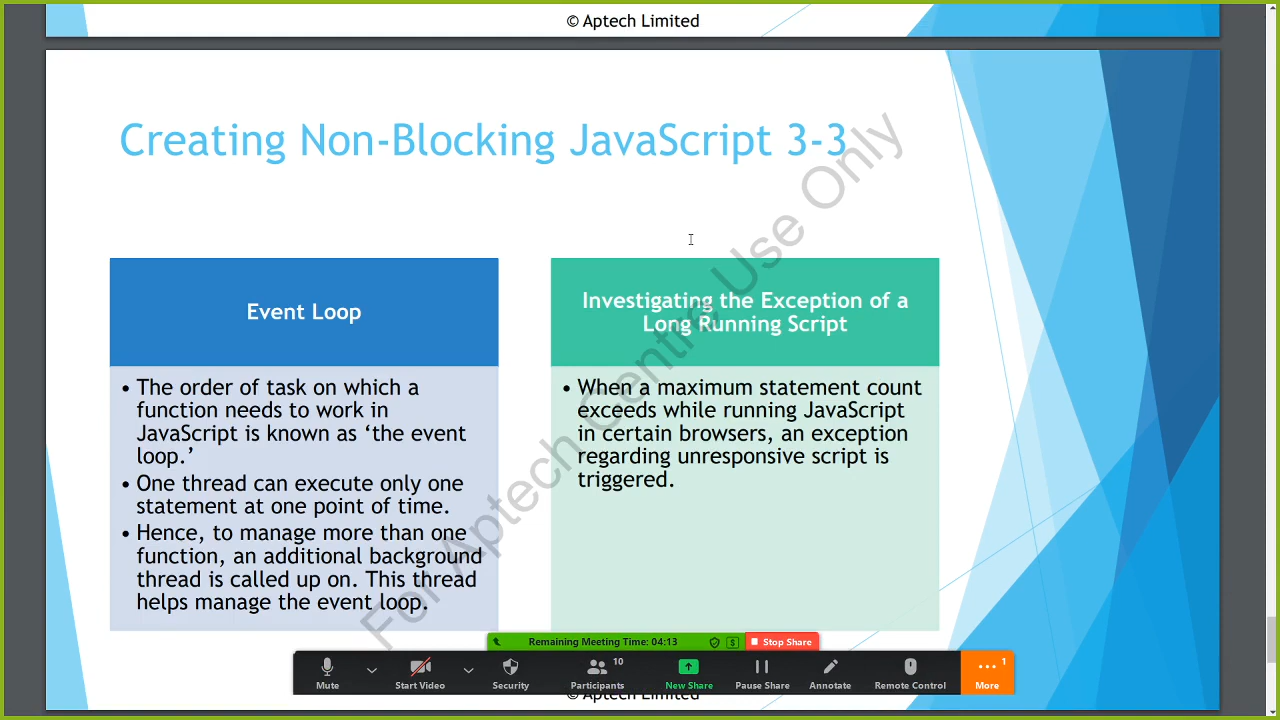 © Aptech Limited
Creating Non-Blocking JavaScript 3-3
For Aptech Centre Use Only
Event Loop
• The order of task on which a
function needs to work in
JavaScript is known as ‘the event
loop.’
• One thread can execute only one
statement at one point of time.
• Hence, to manage more than one
function, an additional background
thread is called up on. This thread
helps manage the event loop.
Investigating the Exception of a
Long Running Script
• When a maximum statement count
exceeds while running JavaScript
in certain browsers, an exception
regarding unresponsive script is
triggered.
Remaining Meeting Time: 04:13
$
Stop Share
10
1
Mute
Start Video
Security
Participants
New Share
Pause Share
Annotate
Remote Control
More
© Aptech Limited